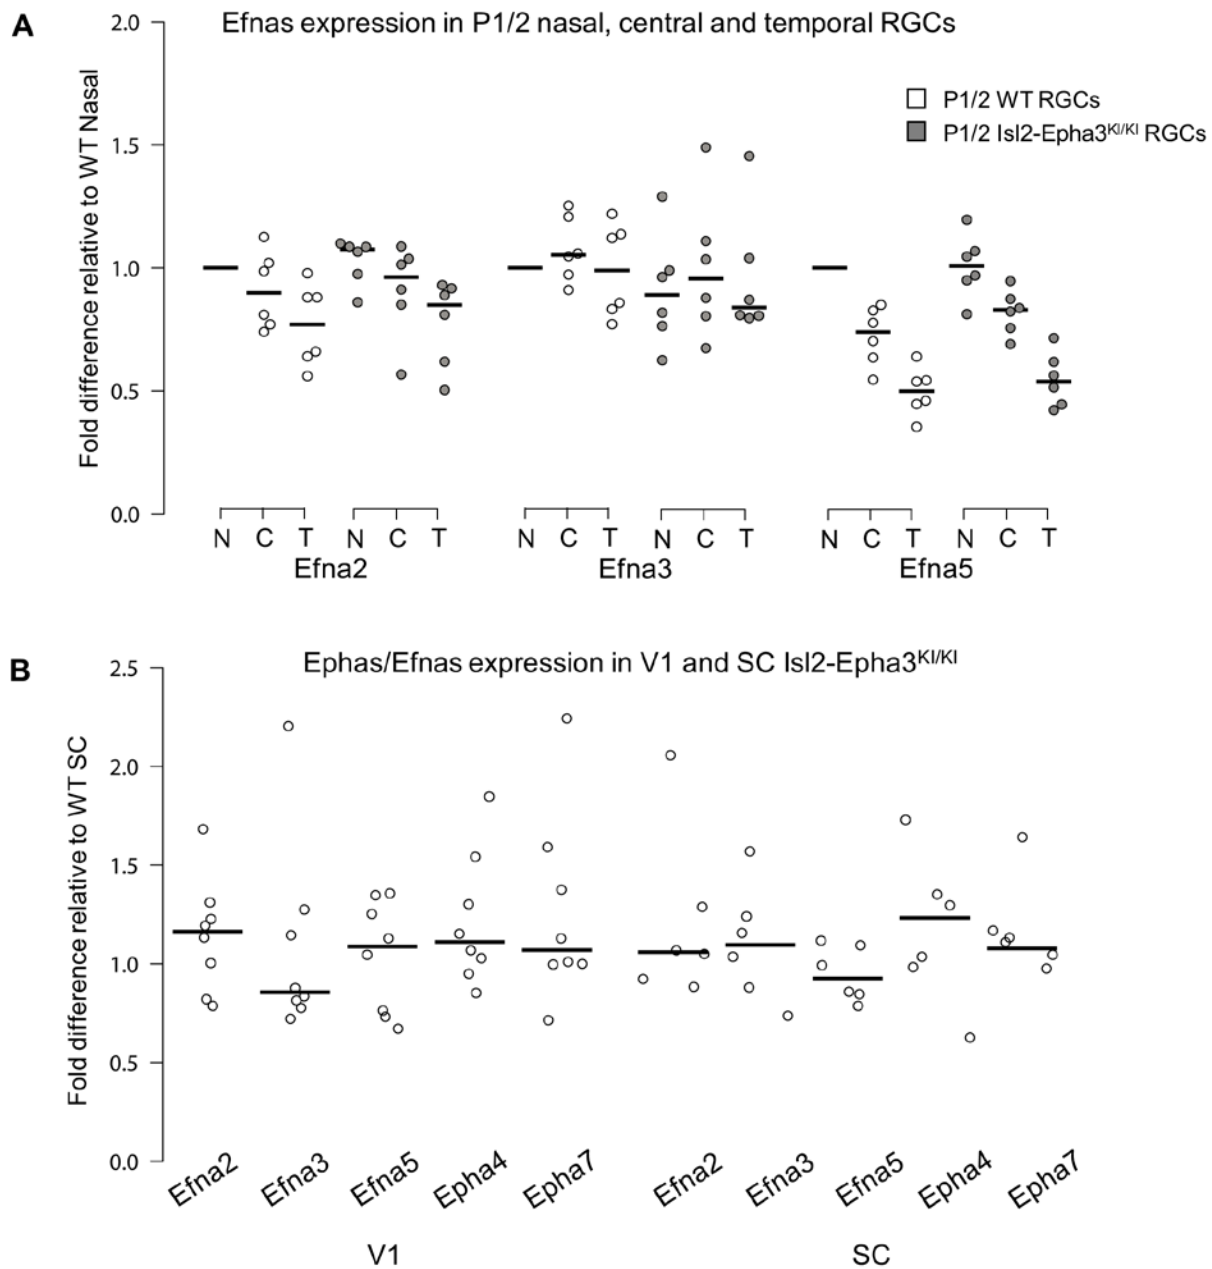 A
Efnas expression in P1/2 nasal, central and temporal RGCs
P1/2 WT RGCs
P1/2 Isl2-Epha3KI/KI RGCs
Fold difference relative to WT Nasal
2.0
1.5
1.0
0.5
0.0
N C T N C T N C T N C T N C T N C T
Efna2 Efna3 Efna5
B
Ephas/Efnas expression in V1 and SC Isl2-Epha3KI/KI
Fold difference relative to WT SC
2.5
2.0
1.5
1.0
0.5
0.0
Efna2 Efna3 Efna5 Epha4 Epha7 Efna2 Efna3 Efna5 Epha4 Epha7
V1 SC